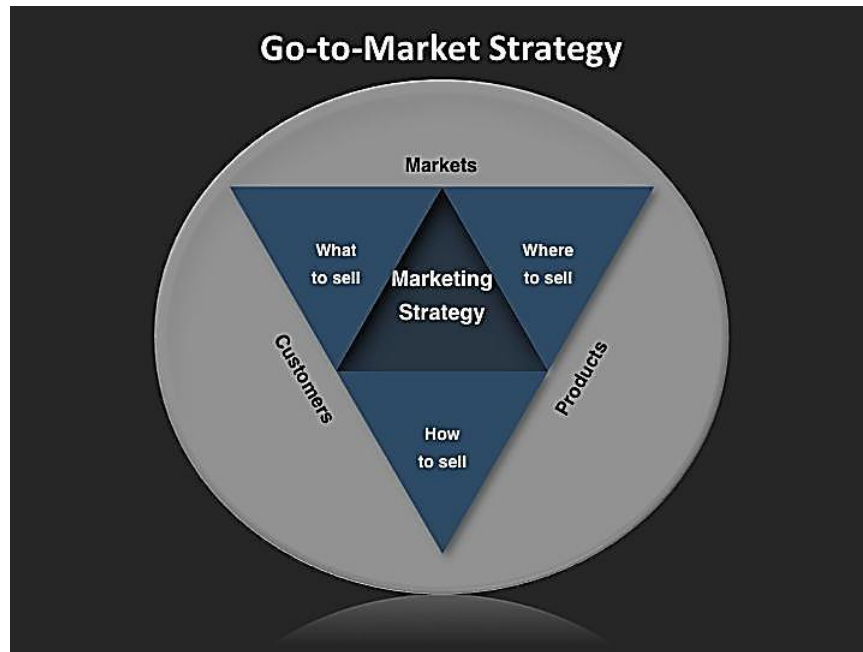 Go-to-Market Strategy
Markets
What
to sell
Where
to sell
Marketing
Strategy
Customers
Products
How
to sell